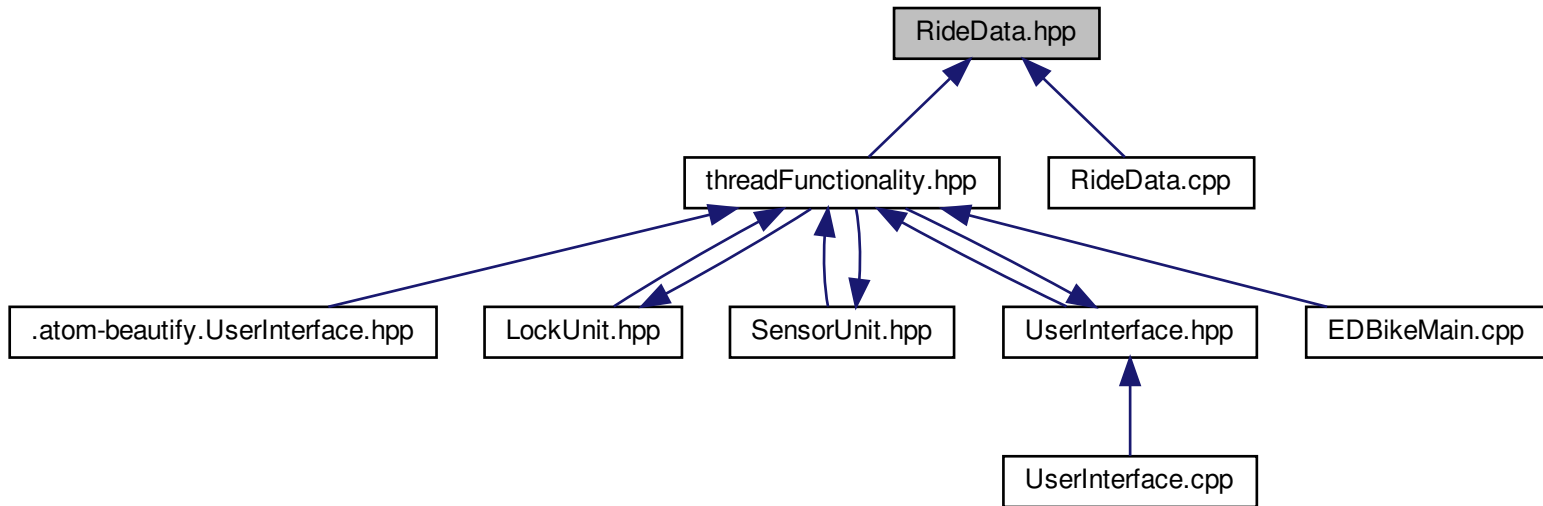 RideData.hpp
threadFunctionality.hpp
RideData.cpp
.atom-beautify.UserInterface.hpp
LockUnit.hpp
SensorUnit.hpp
UserInterface.hpp
EDBikeMain.cpp
UserInterface.cpp